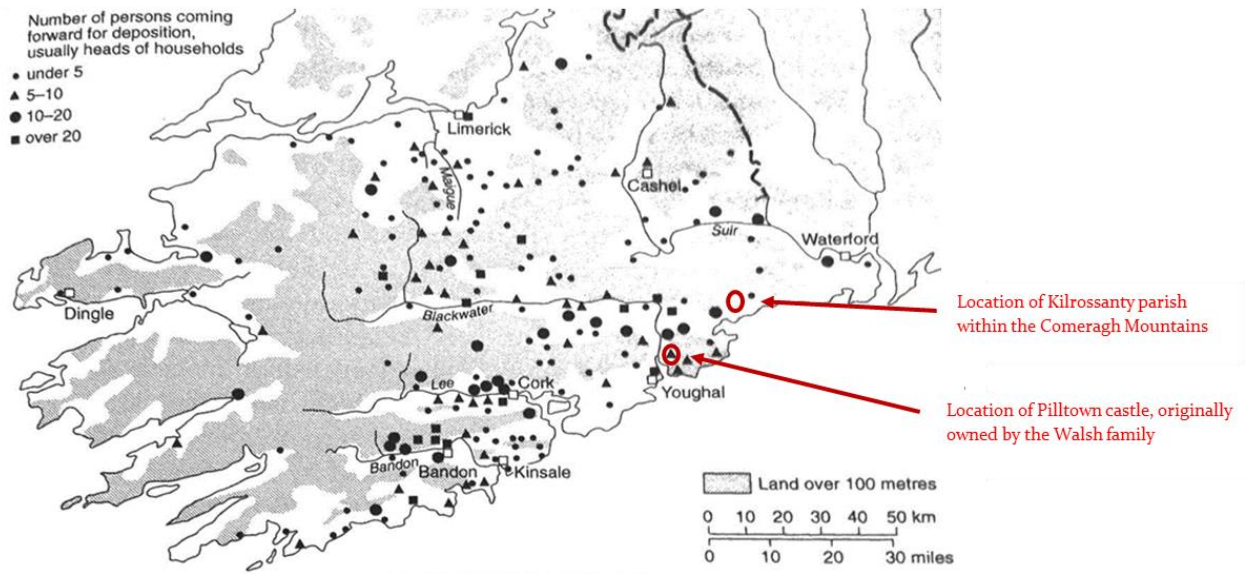 Number of persons coming
forward for deposition,
usually heads of households
under 5
5–10
10–20
over 20
Limerick
Maigue
Cashel
Suir
Waterford
Dingle
Blackwater
Lee
Cork
Youghal
Bandon
Bandon
Kinsale
Location of Kilrossanty parish
within the Comeragh Mountains
Location of Pilltown castle, originally
owned by the Walsh family
Land over 100 metres
0 10 20 30 40 50 km
0 10 20 30 miles